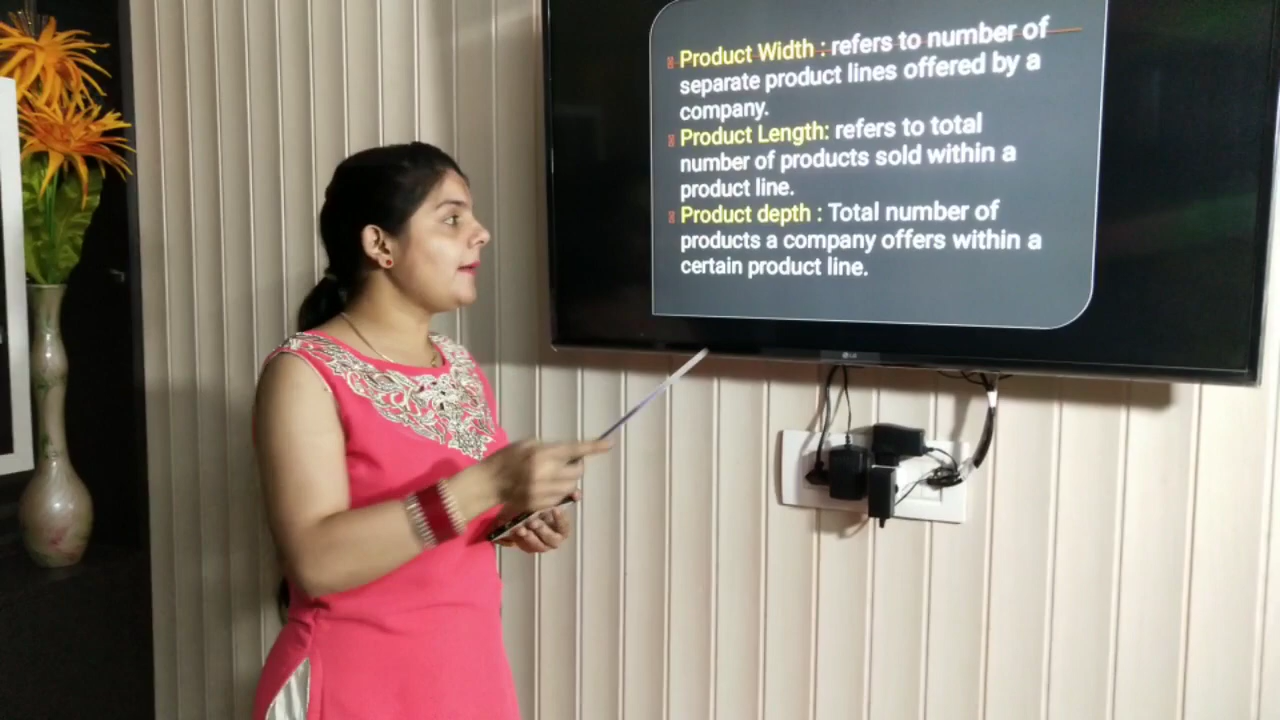 Product Width : refers to number of
separate product lines offered by a
company.
Product Length: refers to total
number of products sold within a
product line.
Product depth : Total number of
products a company offers within a
certain product line.
LG